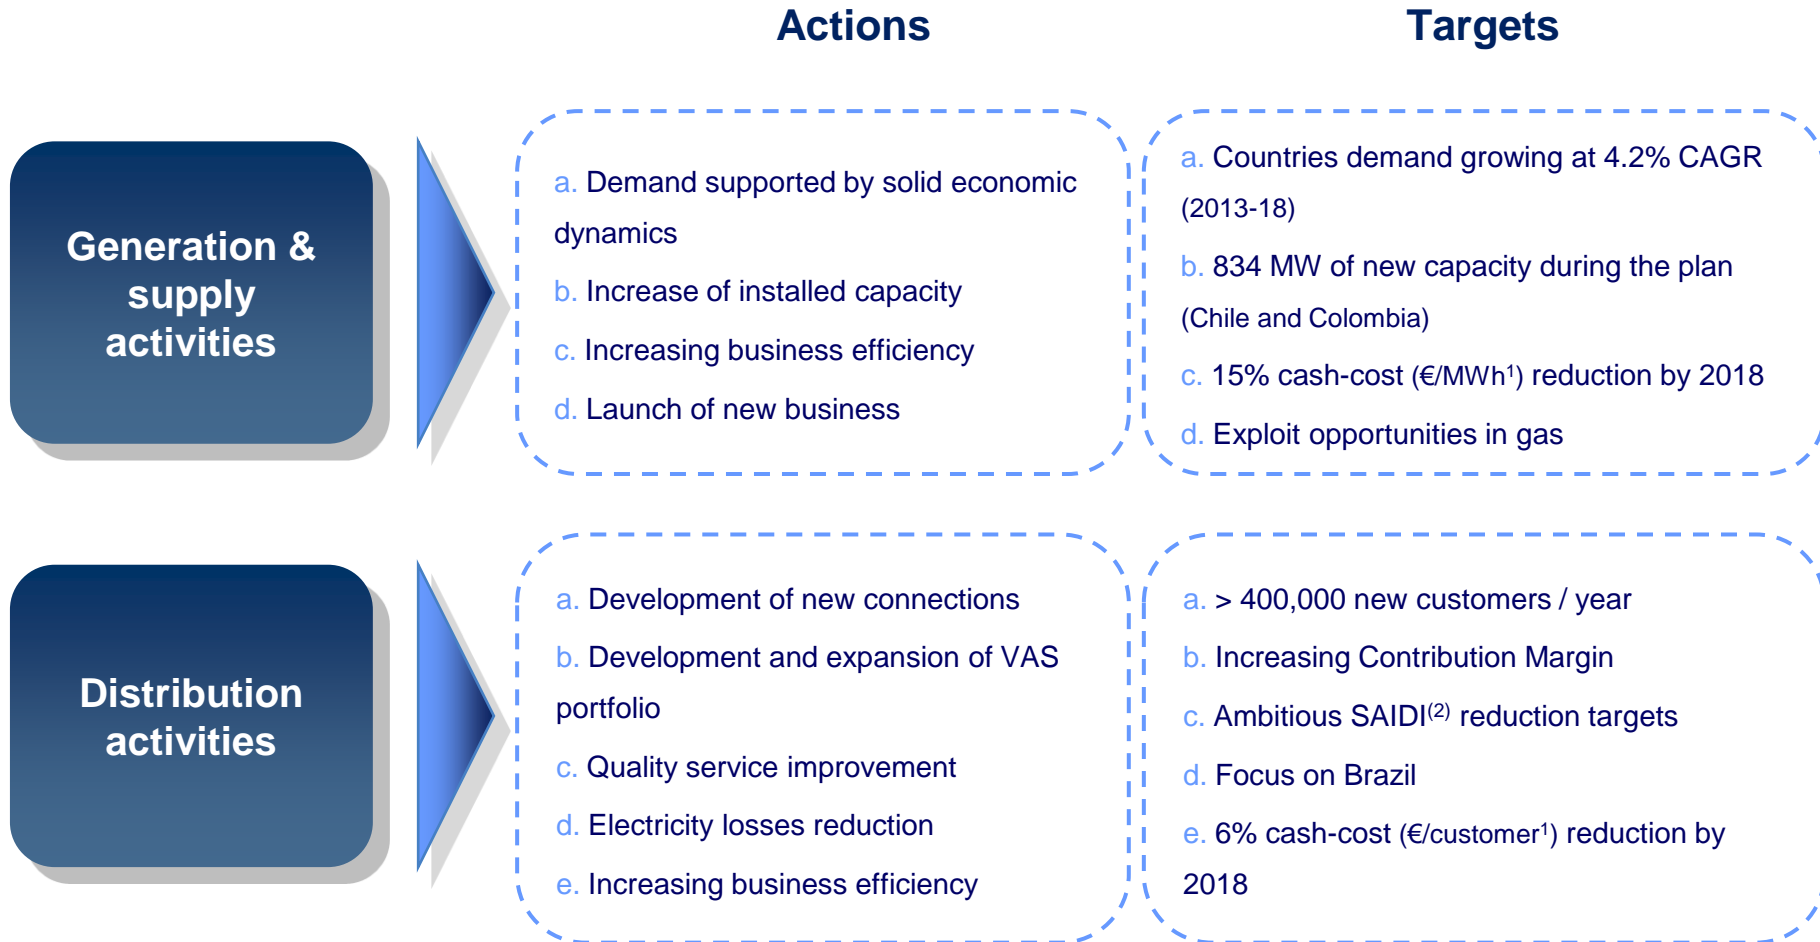 Actions
Targets
Generation &
supply
activities
a. Demand supported by solid economic
dynamics
b. Increase of installed capacity
c. Increasing business efficiency
d. Launch of new business
a. Countries demand growing at 4.2% CAGR
(2013-18)
b. 834 MW of new capacity during the plan
(Chile and Colombia)
c. 15% cash-cost (€/MWh¹) reduction by 2018
d. Exploit opportunities in gas
Distribution
activities
a. Development of new connections
b. Development and expansion of VAS
portfolio
c. Quality service improvement
d. Electricity losses reduction
e. Increasing business efficiency
a. > 400,000 new customers / year
b. Increasing Contribution Margin
c. Ambitious SAIDI⁽²⁾ reduction targets
d. Focus on Brazil
e. 6% cash-cost (€/customer¹) reduction by
2018